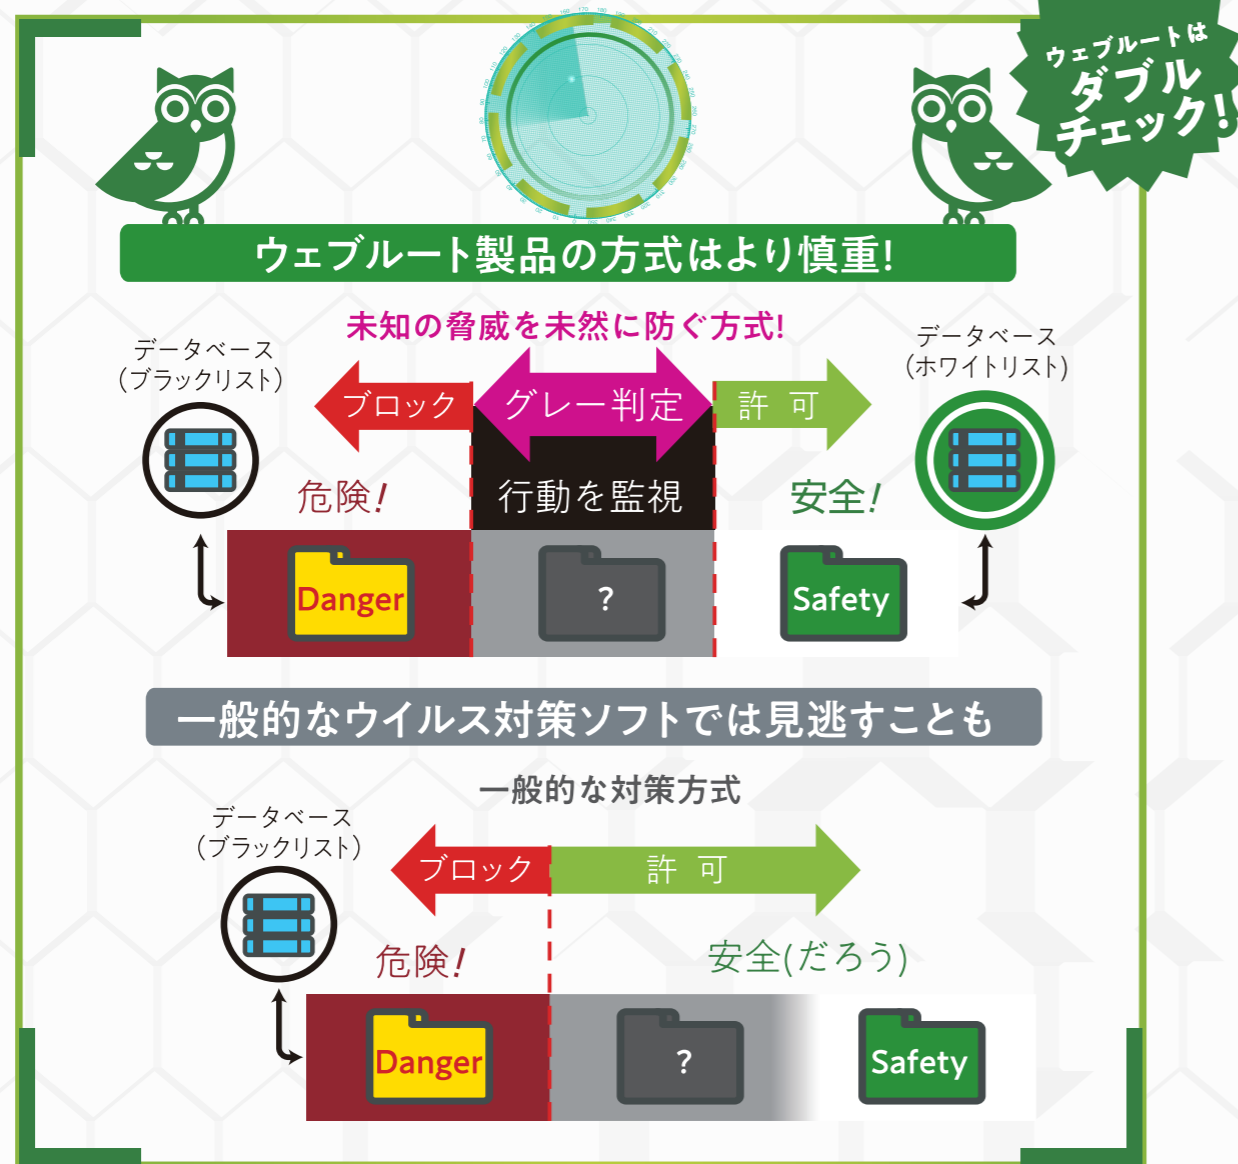 ウェブルートは
ダブル
チェック!
ウェブルート製品の方式はより慎重!
未知の脅威を未然に防ぐ方式!
データベース
(ブラックリスト)
データベース
(ホワイトリスト)
ブロック
グレー判定
許 可
危険!
行動を監視
安全!
Danger
?
Safety
一般的なウイルス対策ソフトでは見逃すことも
一般的な対策方式
データベース
(ブラックリスト)
ブロック
許 可
危険!
安全(だろう)
Danger
?
Safety